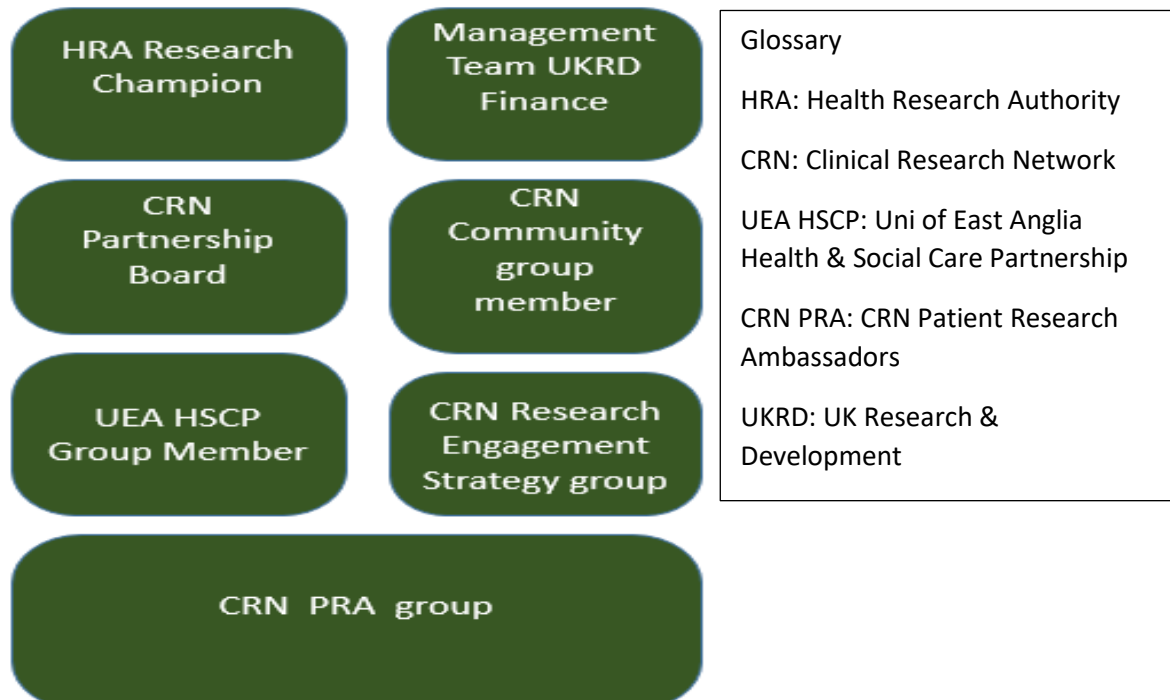 HRA Research
Champion
Management
Team UKRD
Finance
CRN
Partnership
Board
CRN
Community
group
member
UEA HSCP
Group Member
CRN Research
Engagement
Strategy group
CRN PRA group
Glossary
HRA: Health Research Authority
CRN: Clinical Research Network
UEA HSCP: Uni of East Anglia
Health & Social Care Partnership
CRN PRA: CRN Patient Research
Ambassadors
UKRD: UK Research &
Development